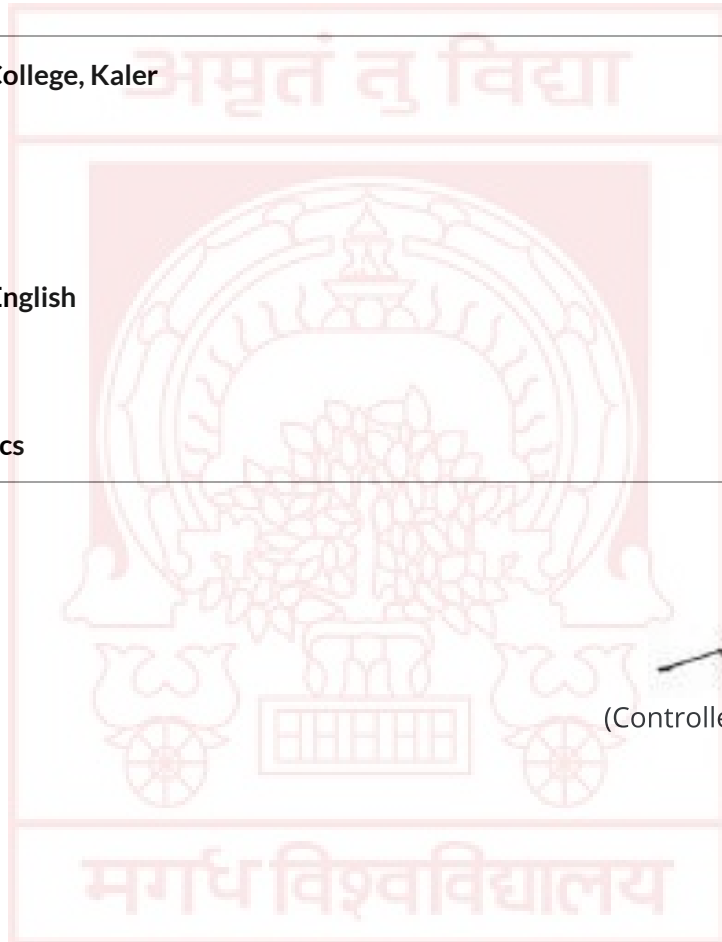 अमृतं तु विद्या
College, Kaler
English
cs
(Controlle
मगध विश्वविद्यालय